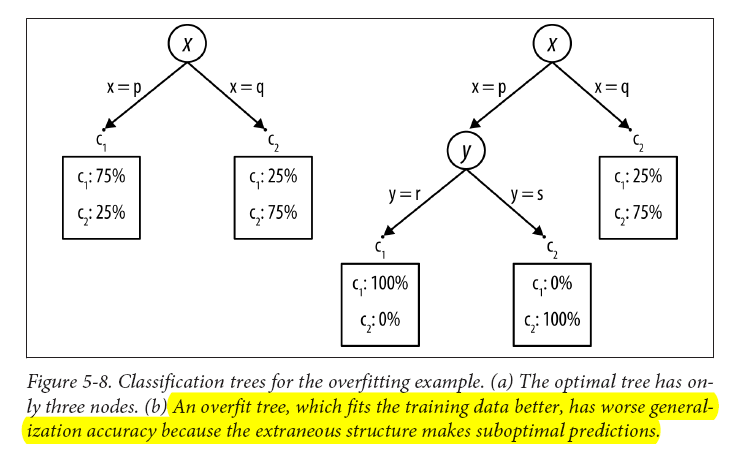 x x
x = p x = q x = p x = q
c₁ c₂ y c₂
c₁: 75% c₁: 25% c₁: 25%
c₂: 25% c₂: 75% y = r y = s c₂: 75%
c₁ c₂
c₁: 100% c₁: 0%
c₂: 0% c₂: 100%
Figure 5-8. Classification trees for the overfitting example. (a) The optimal tree has on-
ly three nodes. (b) An overfit tree, which fits the training data better, has worse general-
ization accuracy because the extraneous structure makes suboptimal predictions.